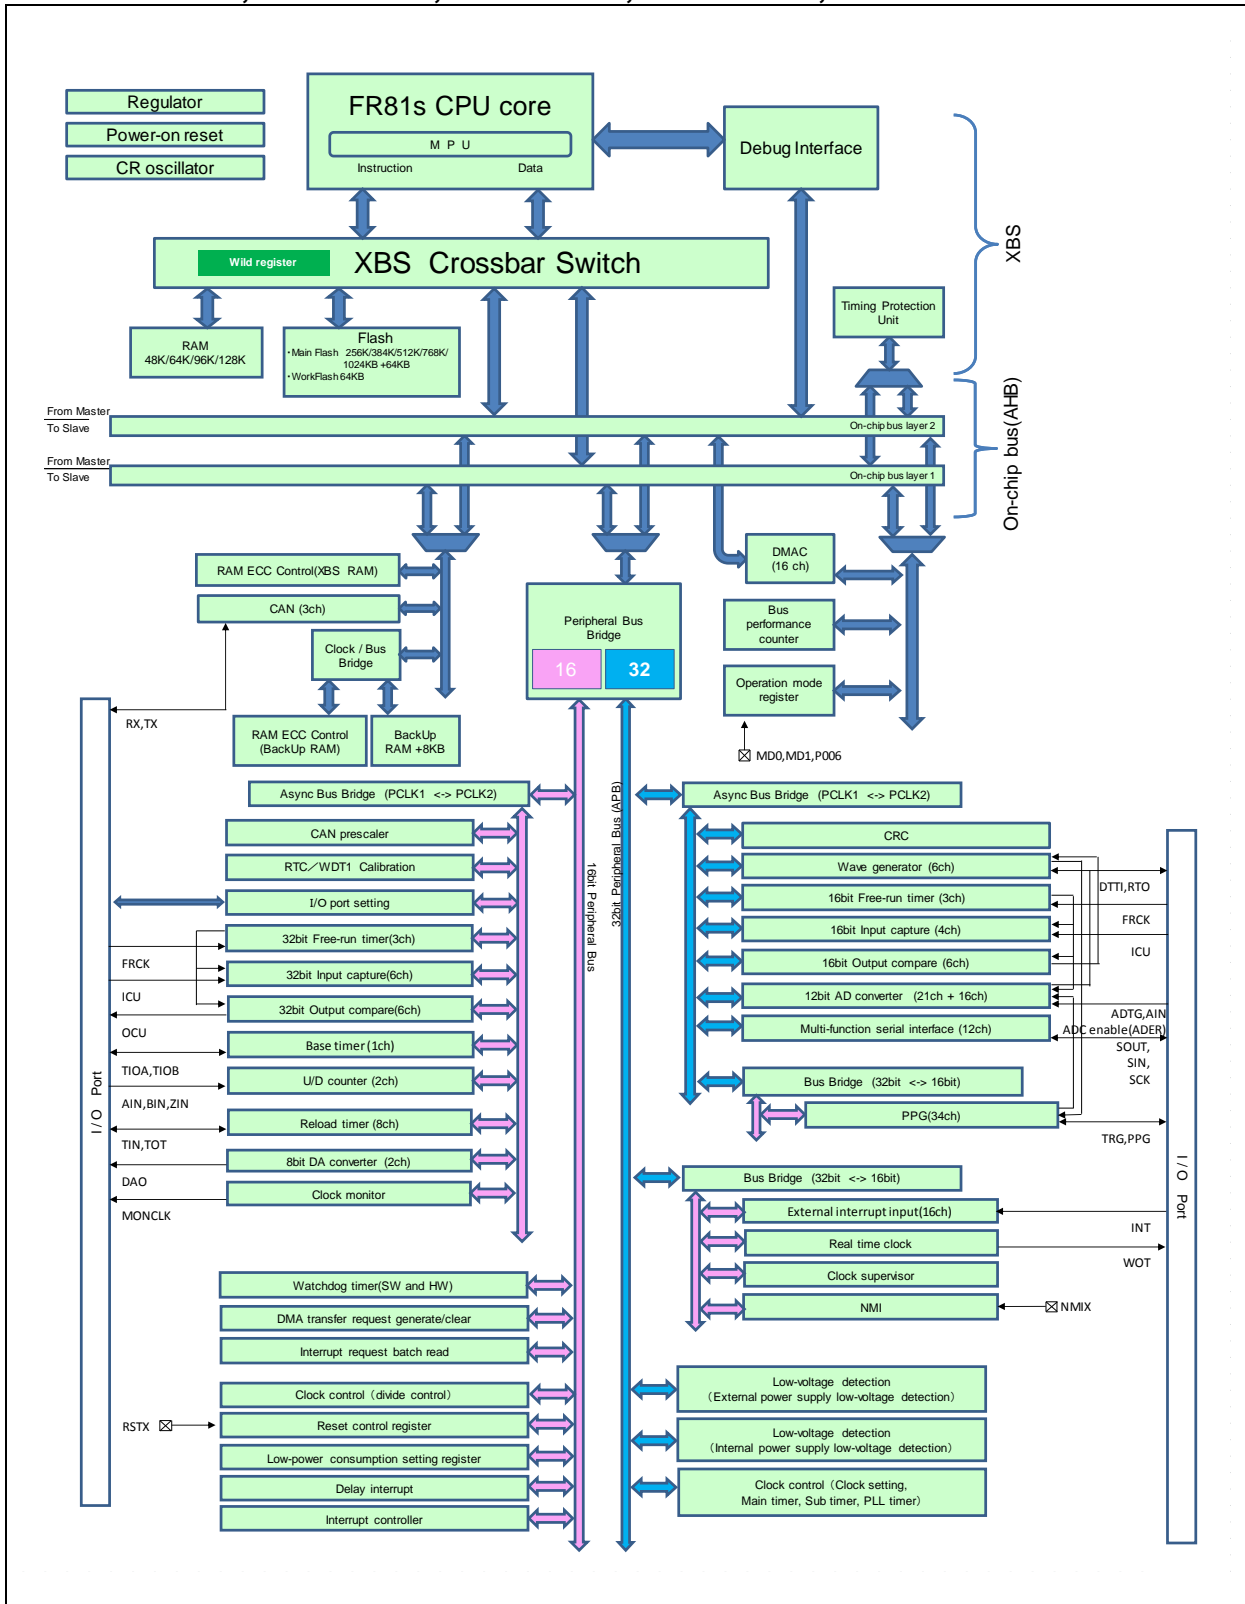 Regulator
Power-on reset
CR oscillator
FR81s CPU core
M P U
Instruction
Data
Debug Interface
XBS
Wild register
XBS Crossbar Switch
Timing Protection
Unit
RAM
48K/64K/96K/128K
Flash
・Main Flash 256K/384K/512K/768K/
1024KB +64KB
・WorkFlash 64KB
On-chip bus(AHB)
From Master
To Slave
On-chip bus layer 2
From Master
To Slave
On-chip bus layer 1
RAM ECC Control(XBS RAM)
CAN (3ch)
Clock / Bus
Bridge
RAM ECC Control
(BackUp RAM)
BackUp
RAM +8KB
RX,TX
Peripheral Bus
Bridge
16
32
DMAC
(16 ch)
Bus
performance
counter
Operation mode
register
MD0,MD1,P006
Async Bus Bridge (PCLK1 <-> PCLK2)
CAN prescaler
RTC／WDT1 Calibration
I/O port setting
32bit Free-run timer(3ch)
FRCK
32bit Input capture(6ch)
ICU
32bit Output compare(6ch)
OCU
Base timer (1ch)
TIOA,TIOB
U/D counter (2ch)
AIN,BIN,ZIN
Reload timer (8ch)
TIN,TOT
8bit DA converter (2ch)
DAO
Clock monitor
MONCLK
I / O Port
16bit Peripheral Bus
32bit Peripheral Bus (APB)
Async Bus Bridge (PCLK1 <-> PCLK2)
CRC
Wave generator (6ch)
DTTI,RTO
16bit Free-run timer (3ch)
FRCK
16bit Input capture (4ch)
ICU
16bit Output compare (6ch)
12bit AD converter (21ch + 16ch)
ADTG,AIN
ADC enable(ADER)
Multi-function serial interface (12ch)
SOUT,
SIN,
SCK
Bus Bridge (32bit <-> 16bit)
PPG(34ch)
TRG,PPG
Bus Bridge (32bit <-> 16bit)
External interrupt input(16ch)
INT
Real time clock
WOT
Clock supervisor
NMI
NMIX
I / O Port
Watchdog timer(SW and HW)
DMA transfer request generate/clear
Interrupt request batch read
Clock control（divide control）
RSTX
Reset control register
Low-power consumption setting register
Delay interrupt
Interrupt controller
Low-voltage detection
（External power supply low-voltage detection）
Low-voltage detection
（Internal power supply low-voltage detection）
Clock control（Clock setting,
Main timer, Sub timer, PLL timer）